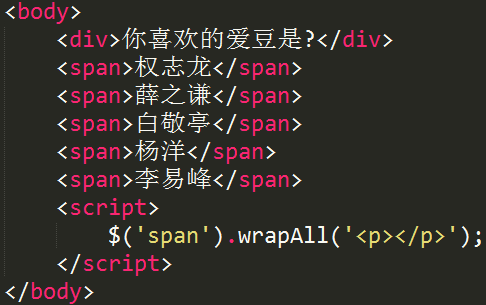 <body>
<div>你喜欢的爱豆是?</div>
<span>权志龙</span>
<span>薛之谦</span>
<span>白敬亭</span>
<span>杨洋</span>
<span>李易峰</span>
<script>
$('span').wrapAll('<p></p>');
</script>
</body>